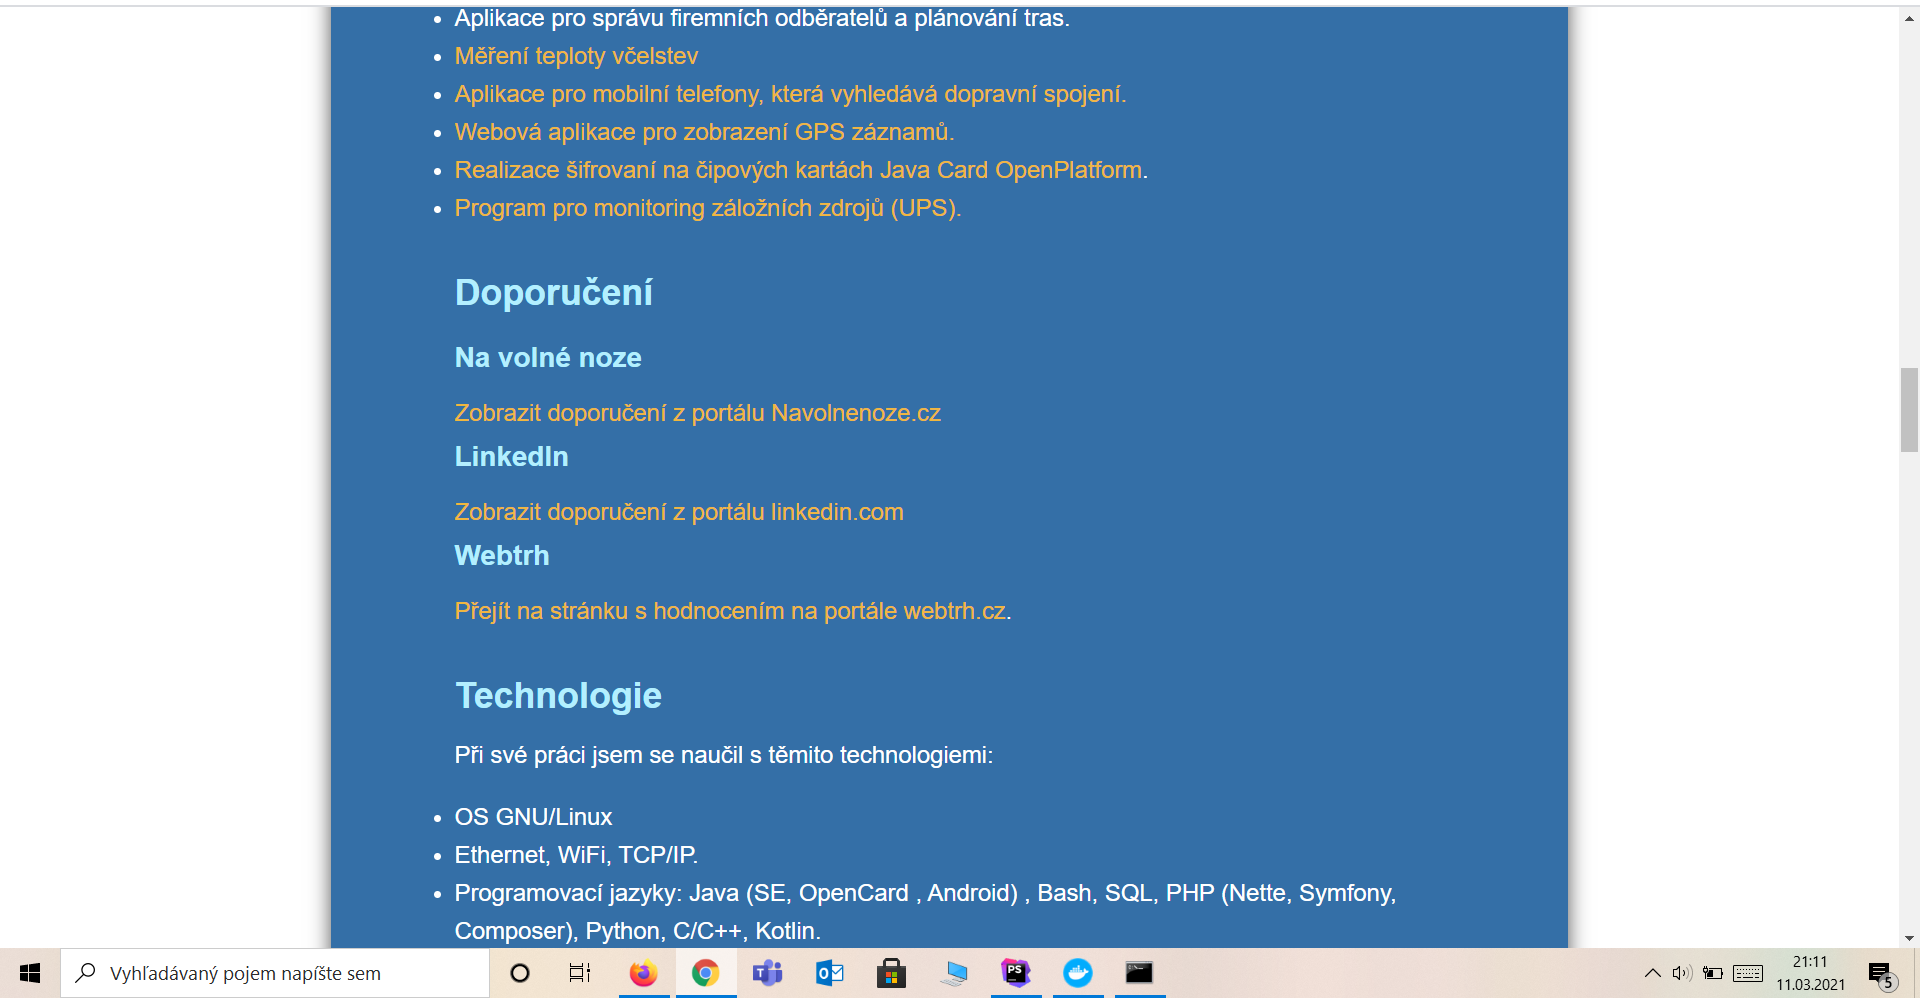 Aplikace pro správu firemních odběratelů a plánování tras.
Měření teploty včelstev
Aplikace pro mobilní telefony, která vyhledává dopravní spojení.
Webová aplikace pro zobrazení GPS záznamů.
Realizace šifrovaní na čipových kartách Java Card OpenPlatform.
Program pro monitoring záložních zdrojů (UPS).
Doporučení
Na volné noze
Zobrazit doporučení z portálu Navolnenoze.cz
LinkedIn
Zobrazit doporučení z portálu linkedin.com
Webtrh
Přejít na stránku s hodnocením na portále webtrh.cz.
Technologie
Při své práci jsem se naučil s těmito technologiemi:
OS GNU/Linux
Ethernet, WiFi, TCP/IP.
Programovací jazyky: Java (SE, OpenCard , Android) , Bash, SQL, PHP (Nette, Symfony,
Composer), Python, C/C++, Kotlin.
Vyhľadávaný pojem napíšte sem
21:11
11.03.2021
5